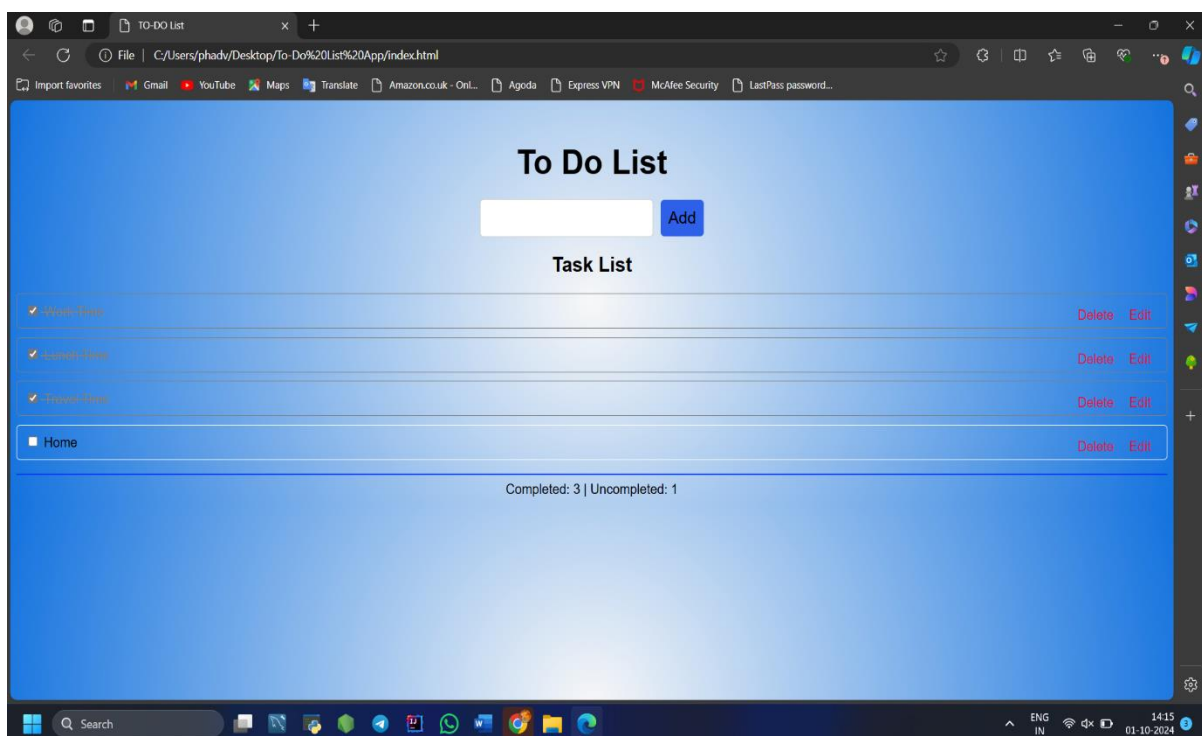 TO-DO List
File | C:/Users/phadv/Desktop/To-Do%20List%20App/index.html
Import favorites Gmail YouTube Maps Translate Amazon.co.uk - Onl... Agoda Express VPN McAfee Security LastPass password...
To Do List
Add
Task List
Delete Edit
Delete Edit
Delete Edit
Home Delete Edit
Completed: 3 | Uncompleted: 1
Search
ENG 14:15
IN 01-10-2024